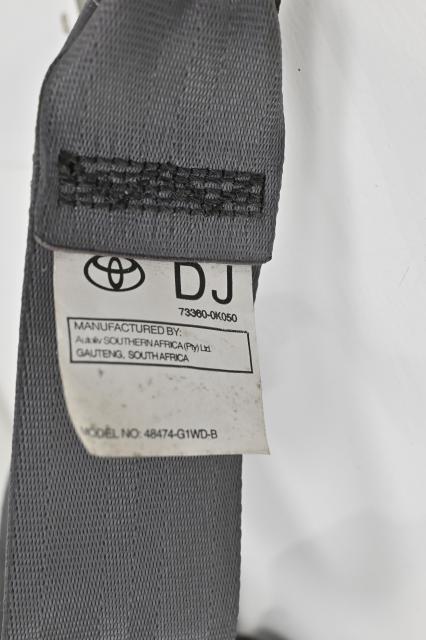 DJ
73360-0K050
MANUFACTURED BY:
Autoliv SOUTHERN AFRICA (Pty) Ltd.
GAUTENG, SOUTH AFRICA
MODEL NO: 48474-G1WD-B